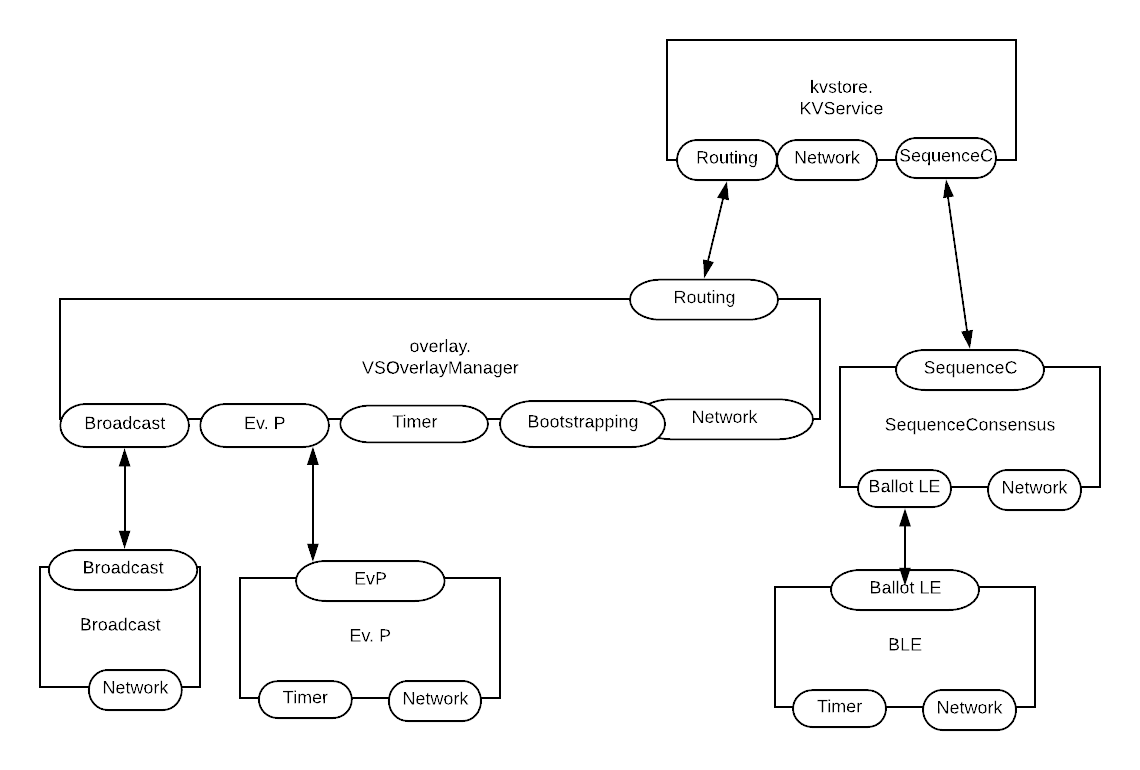 kvstore.
KVService
Routing
Network
SequenceC
Routing
overlay.
VSOverlayManager
Broadcast
Ev. P
Timer
Bootstrapping
Network
SequenceC
SequenceConsensus
Ballot LE
Network
Broadcast
Broadcast
Network
EvP
Ev. P
Timer
Network
Ballot LE
BLE
Timer
Network